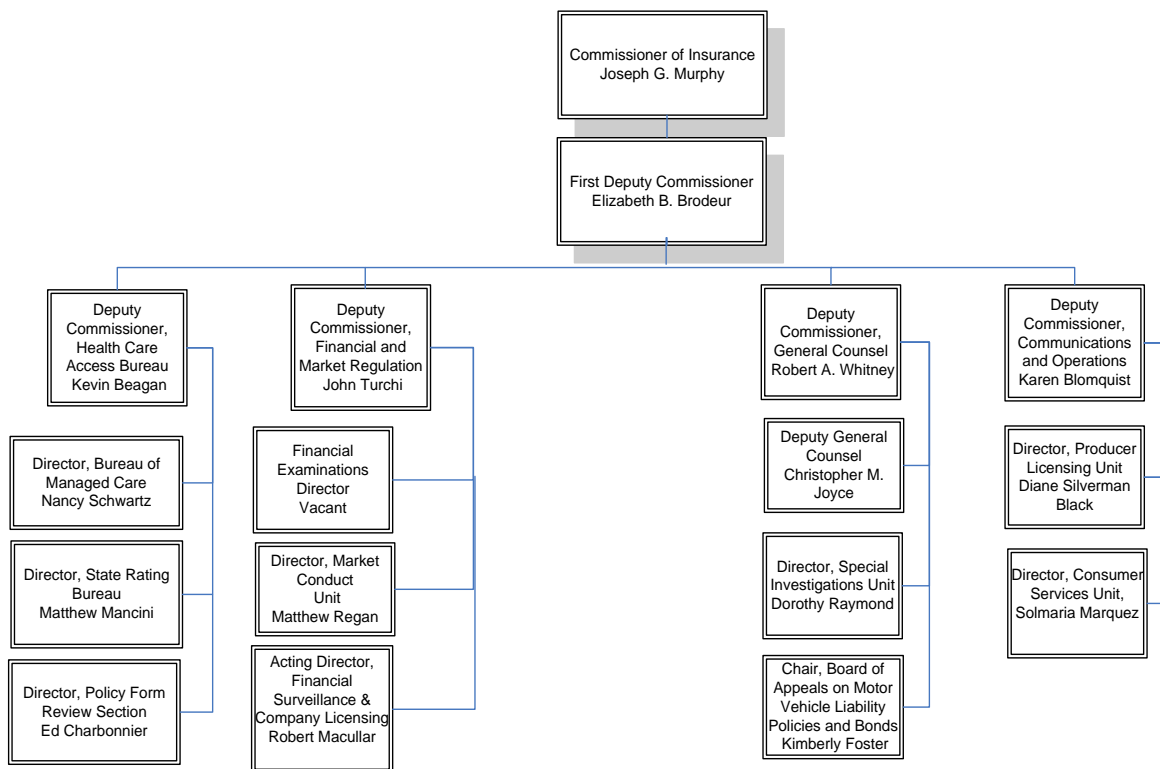 Commissioner of Insurance
Joseph G. Murphy
First Deputy Commissioner
Elizabeth B. Brodeur
Deputy
Commissioner,
Health Care
Access Bureau
Kevin Beagan
Director, Bureau of
Managed Care
Nancy Schwartz
Director, State Rating
Bureau
Matthew Mancini
Director, Policy Form
Review Section
Ed Charbonnier
Deputy
Commissioner,
Financial and
Market Regulation
John Turchi
Financial
Examinations
Director
Vacant
Director, Market
Conduct
Unit
Matthew Regan
Acting Director,
Financial
Surveillance &
Company Licensing
Robert Macullar
Deputy
Commissioner,
General Counsel
Robert A. Whitney
Deputy General
Counsel
Christopher M.
Joyce
Director, Special
Investigations Unit
Dorothy Raymond
Chair, Board of
Appeals on Motor
Vehicle Liability
Policies and Bonds
Kimberly Foster
Deputy
Commissioner,
Communications
and Operations
Karen Blomquist
Director, Producer
Licensing Unit
Diane Silverman
Black
Director, Consumer
Services Unit,
Solmaria Marquez